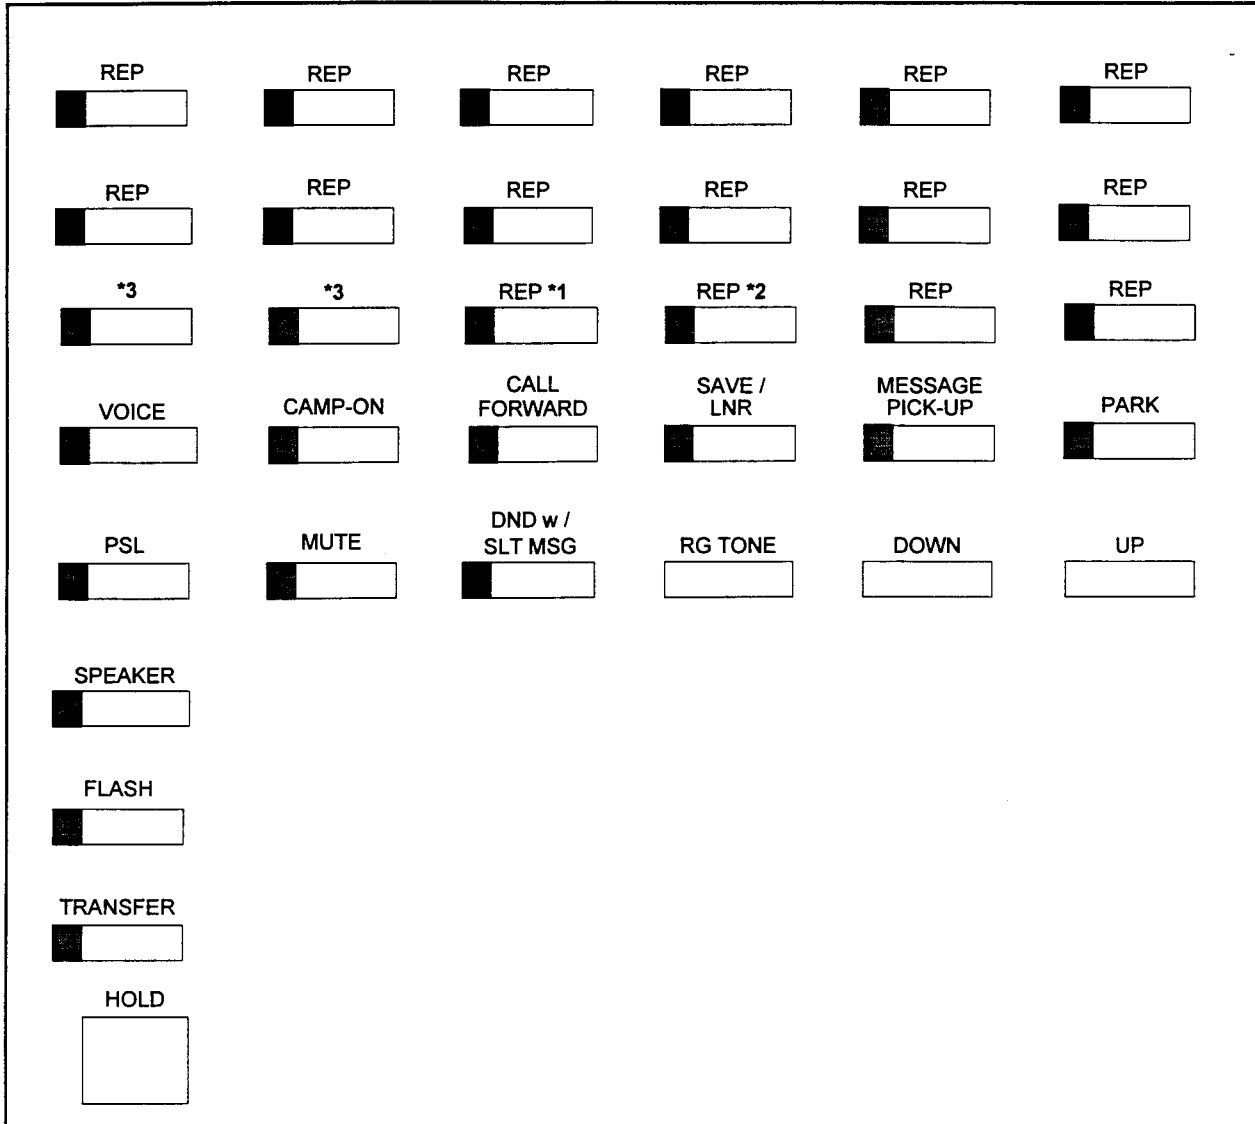 REP REP REP REP REP REP
REP REP REP REP REP REP
*3 *3 REP *1 REP *2 REP REP
VOICE CAMP-ON CALL FORWARD SAVE / LNR MESSAGE PICK-UP PARK
PSL MUTE DND w / SLT MSG RG TONE DOWN UP
SPEAKER
FLASH
TRANSFER
HOLD